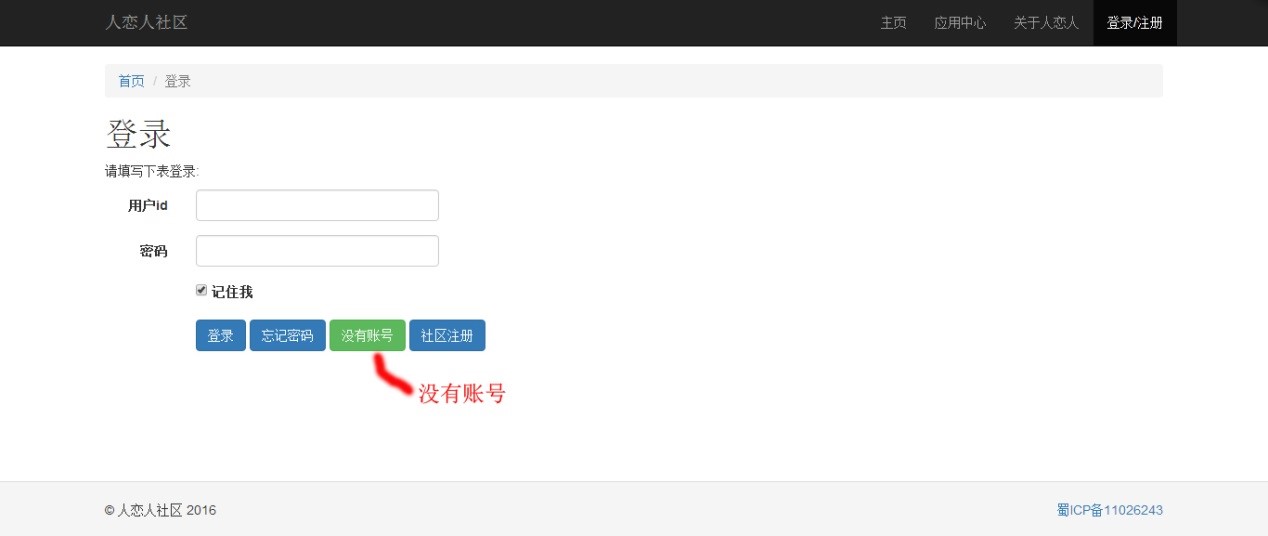 人恋人社区 主页 应用中心 关于人恋人 登录/注册
首页 / 登录
登录
请填写下表登录:
用户id
密码
记住我
登录 忘记密码 没有账号 社区注册
没有账号
© 人恋人社区 2016 蜀ICP备11026243